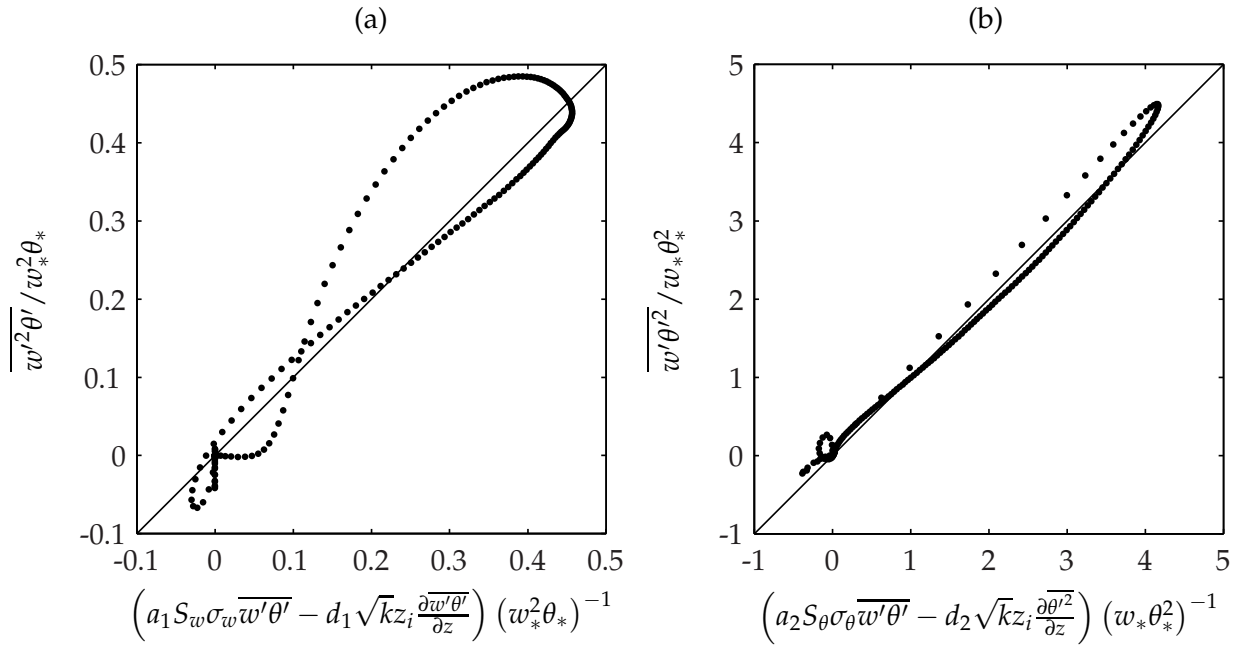 (a)
(b)
0.5
0.4
0.3
0.2
0.1
0
-0.1
-0.1 0 0.1 0.2 0.3 0.4 0.5
$\overline{w'^2\theta'}/w_*^2\theta_*$
$\left(a_1 S_w \sigma_w \overline{w'\theta'} - d_1 \sqrt{k} z_i \frac{\partial \overline{w'\theta'}}{\partial z}\right) \left(w_*^2 \theta_*\right)^{-1}$
5
4
3
2
1
0
-1
-1 0 1 2 3 4 5
$\overline{w'\theta'^2}/w_*\theta_*^2$
$\left(a_2 S_\theta \sigma_\theta \overline{w'\theta'} - d_2 \sqrt{k} z_i \frac{\partial \overline{\theta'^2}}{\partial z}\right) \left(w_* \theta_*^2\right)^{-1}$